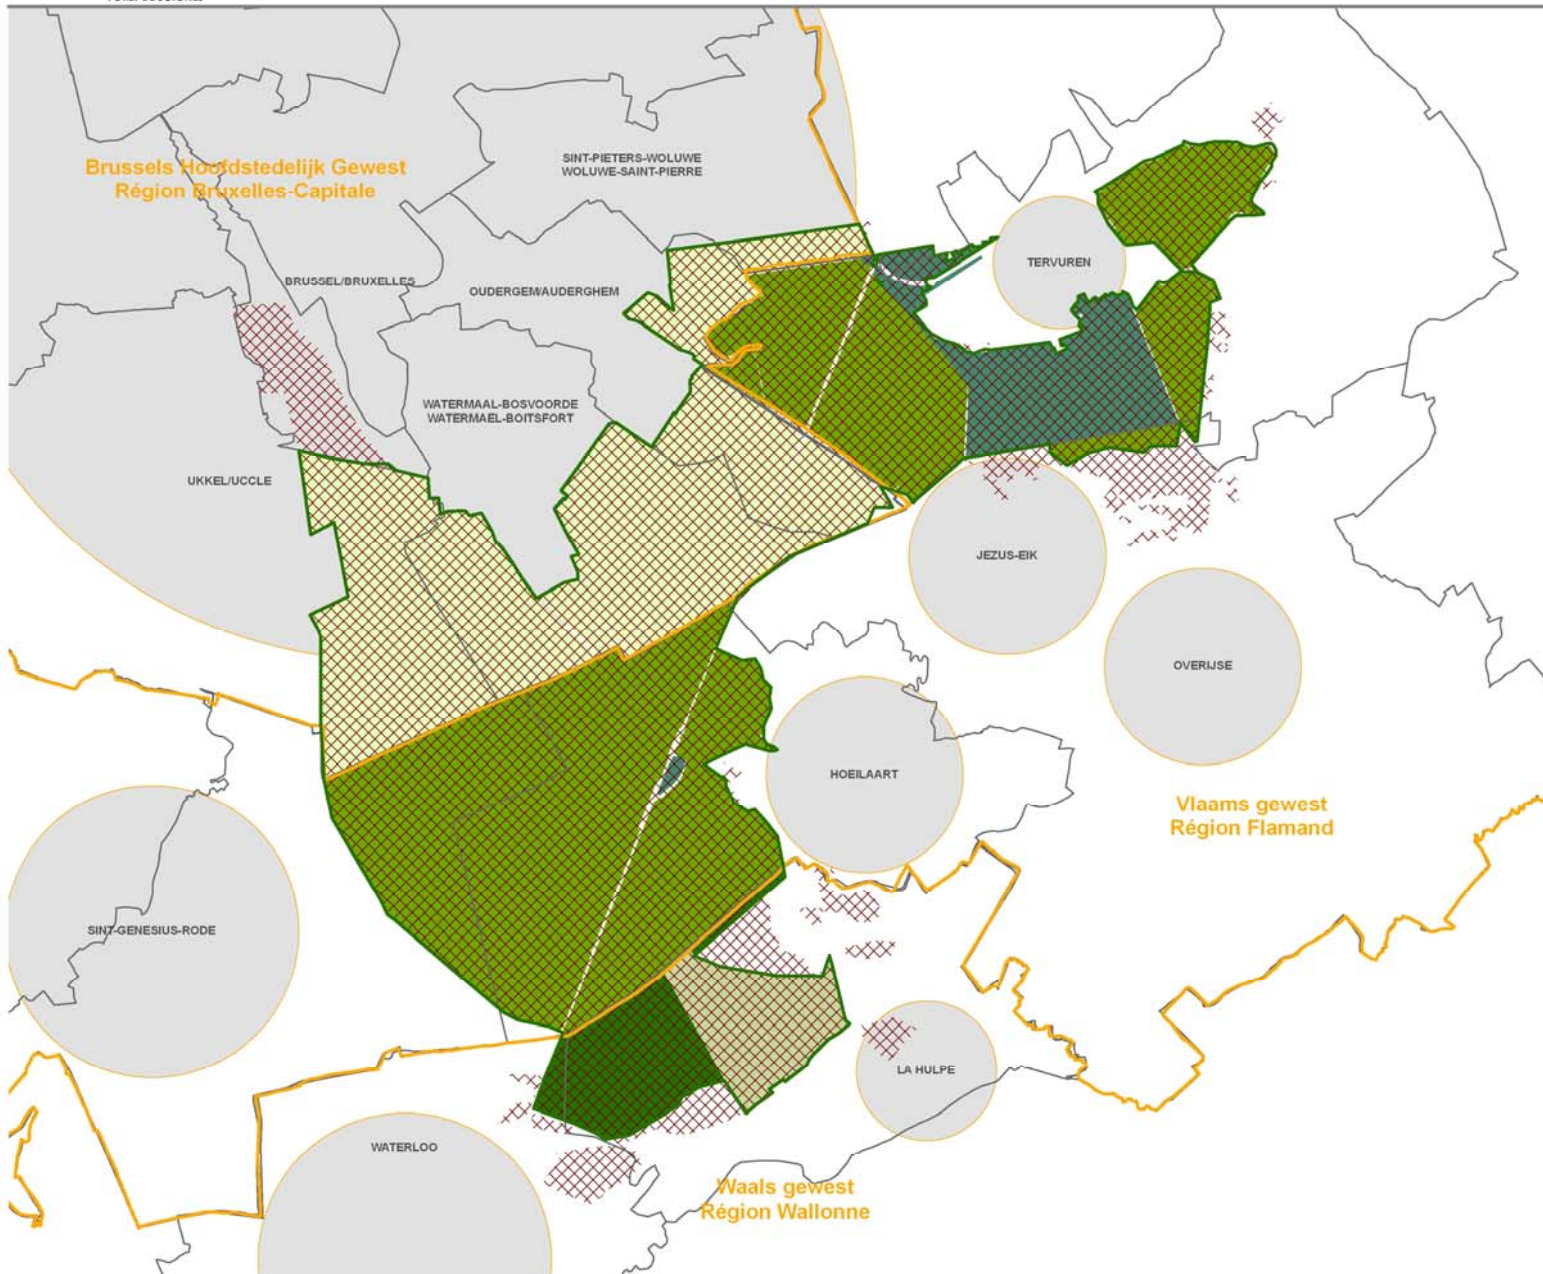 SINT-PIETERS-WOLUWE
WOLUWE-SAINT-PIERRE
Brussels Hoofdstedelijk Gewest
Région Bruxelles-Capitale
TERVUREN
BRUSSEL/BRUXELLES
OUDERGEM/AUDERGHEM
WATERMAAL-BOSVOORDE
WATERMAEL-BOITSFORT
UKKEL/UCCLE
JEZUS-EIK
OVERIJSE
HOEILAART
Vlaams gewest
Région Flamand
SINT-GENESIUS-RODE
LA HULPE
WATERLOO
Waals gewest
Région Wallonne